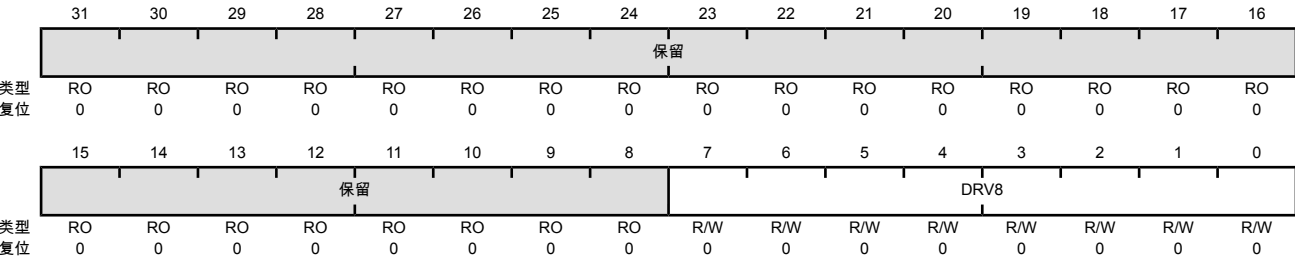 31 30 29 28 27 26 25 24 23 22 21 20 19 18 17 16
保留
类型 RO RO RO RO RO RO RO RO RO RO RO RO RO RO RO RO
复位 0 0 0 0 0 0 0 0 0 0 0 0 0 0 0 0
15 14 13 12 11 10 9 8 7 6 5 4 3 2 1 0
保留 DRV8
类型 RO RO RO RO RO RO RO RO R/W R/W R/W R/W R/W R/W R/W R/W
复位 0 0 0 0 0 0 0 0 0 0 0 0 0 0 0 0